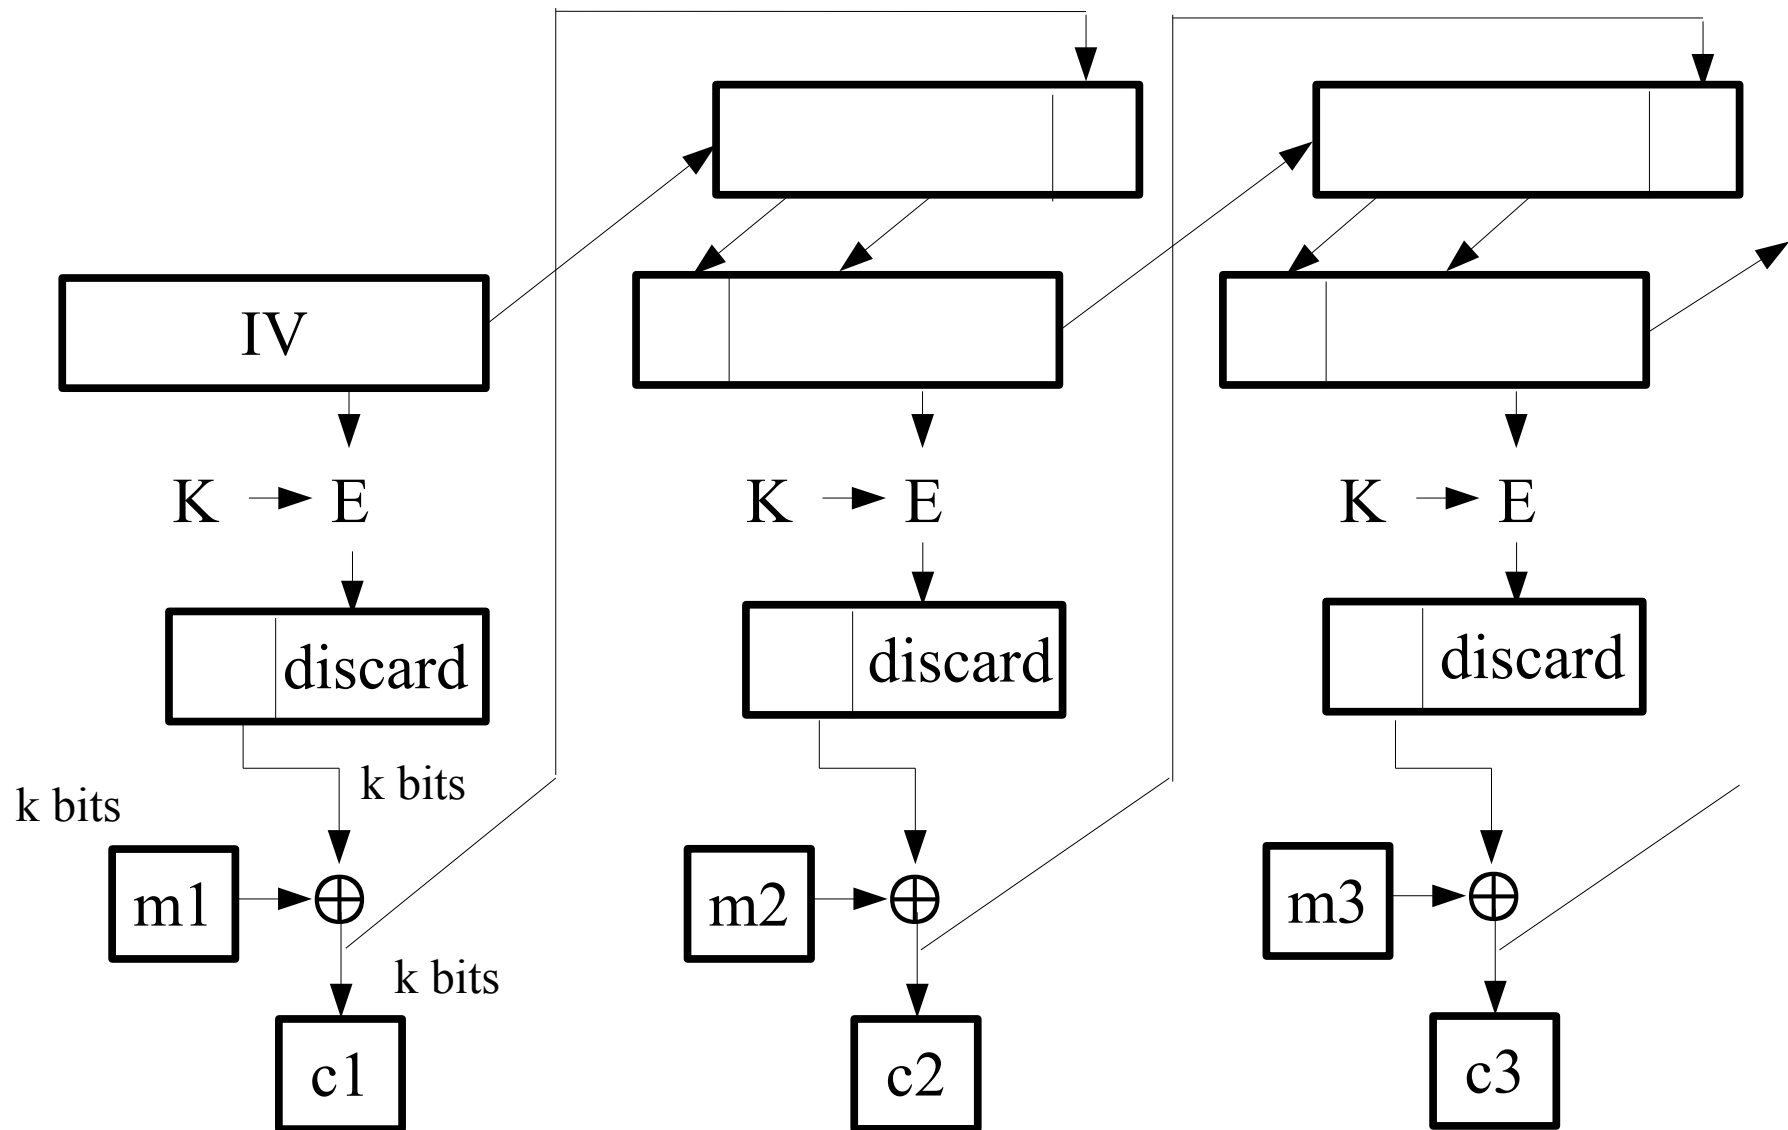 IV
K E K E K E
discard discard discard
k bits k bits
m1 m2 m3
k bits
c1 c2 c3